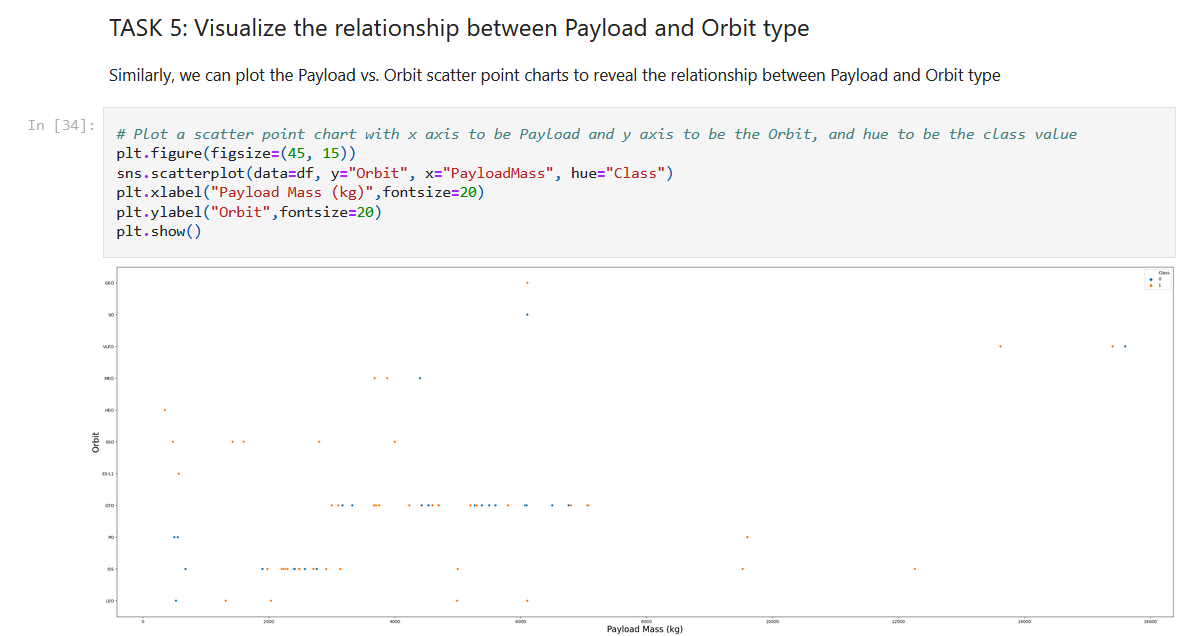 TASK 5: Visualize the relationship between Payload and Orbit type
Similarly, we can plot the Payload vs. Orbit scatter point charts to reveal the relationship between Payload and Orbit type
In [34]:
# Plot a scatter point chart with x axis to be Payload and y axis to be the Orbit, and hue to be the class value
plt.figure(figsize=(45, 15))
sns.scatterplot(data=df, y="Orbit", x="PayloadMass", hue="Class")
plt.xlabel("Payload Mass (kg)",fontsize=20)
plt.ylabel("Orbit",fontsize=20)
plt.show()
Class
0
1
GEO
SO
VLEO
MEO
HEO
SSO
ES-L1
GTO
PO
ISS
LEO
Orbit
0 2000 4000 6000 8000 10000 12000 14000 16000
Payload Mass (kg)